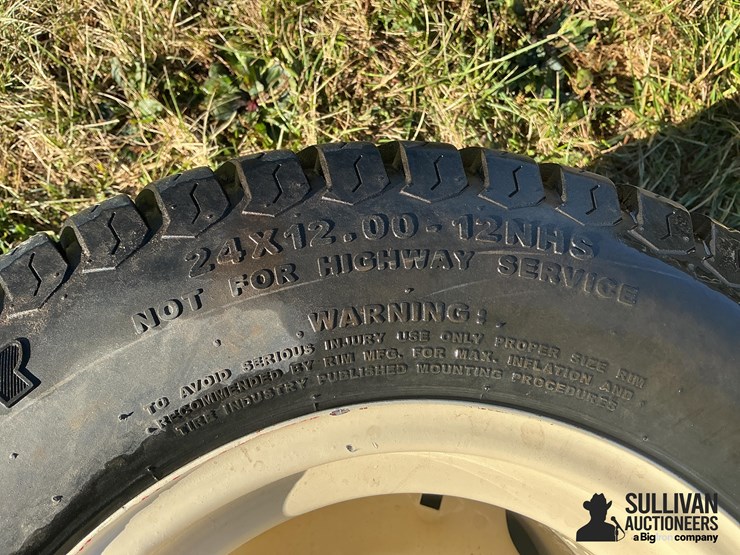 24X12.00-12NHS
NOT FOR HIGHWAY SERVICE
WARNING:
TO AVOID SERIOUS INJURY USE ONLY PROPER SIZE RIM
RECOMMENDED BY RIM MFG. FOR MAX. INFLATION AND
TIRE INDUSTRY PUBLISHED MOUNTING PROCEDURES
R
SULLIVAN
AUCTIONEERS
a BigIron company